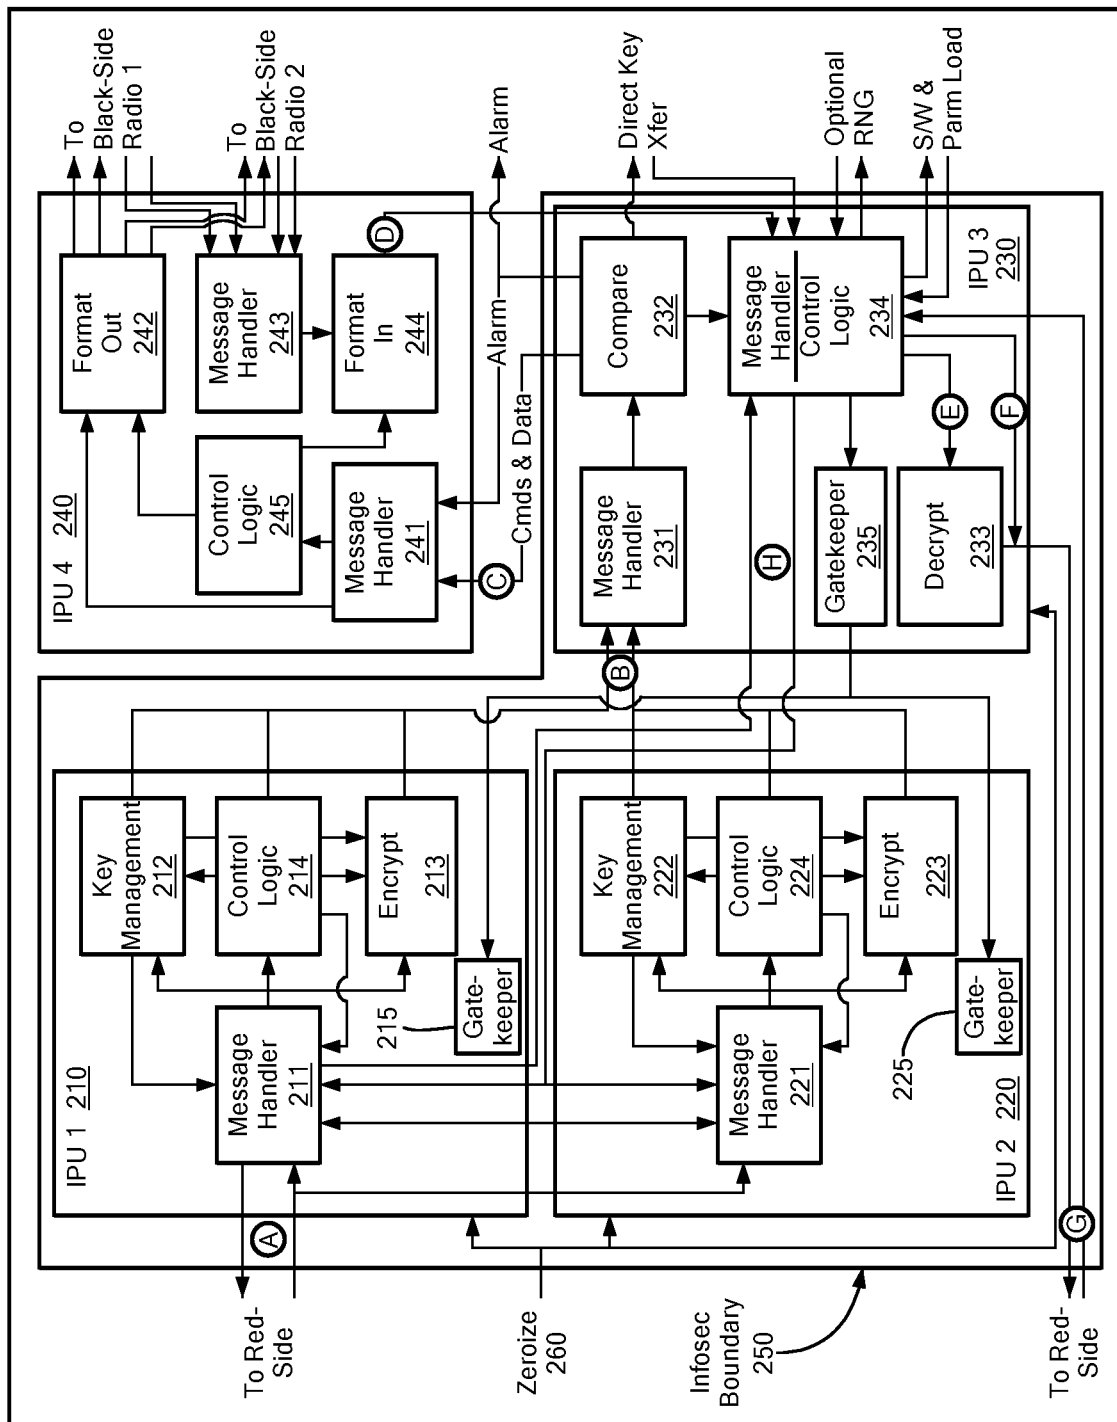 To Red-
Side
A
Zeroize
260
Infosec
Boundary
250
To Red-
Side
G
IPU 1 210
Message
Handler
211
Key
Management
212
Control
Logic
214
Encrypt
213
215
Gate-
keeper
IPU 2 220
Message
Handler
221
Key
Management
222
Control
Logic
224
Encrypt
223
225
Gate-
keeper
IPU 4 240
Message
Handler
241
Control
Logic
245
Format
Out
242
Message
Handler
243
Format
In
244
C
D
Cmds & Data
Alarm
To
Black-Side
Radio 1
To
Black-Side
Radio 2
Alarm
B
H
Message
Handler
231
Compare
232
Gatekeeper
235
Decrypt
233
Message
Handler
Control
Logic
234
E
F
IPU 3
230
Direct Key
Xfer
Optional
RNG
S/W &
Parm Load